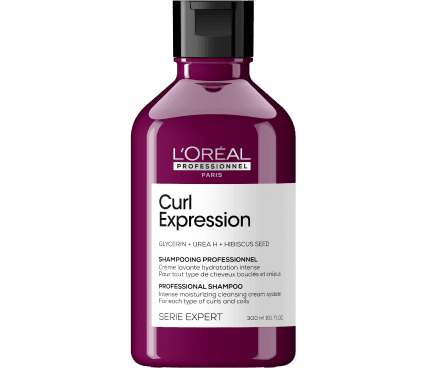 L'ORÉAL
PROFESSIONNEL
PARIS
Curl
Expression
GLYCERIN + UREA H + HIBISCUS SEED
SHAMPOOING PROFESSIONNEL
Crème lavante hydratation intense
Pour tout type de cheveux bouclés et crépus
PROFESSIONAL SHAMPOO
Intense moisturizing cleansing cream system
For each type of curls and coils
SERIE EXPERT 300 ml 10.1 FL.OZ.